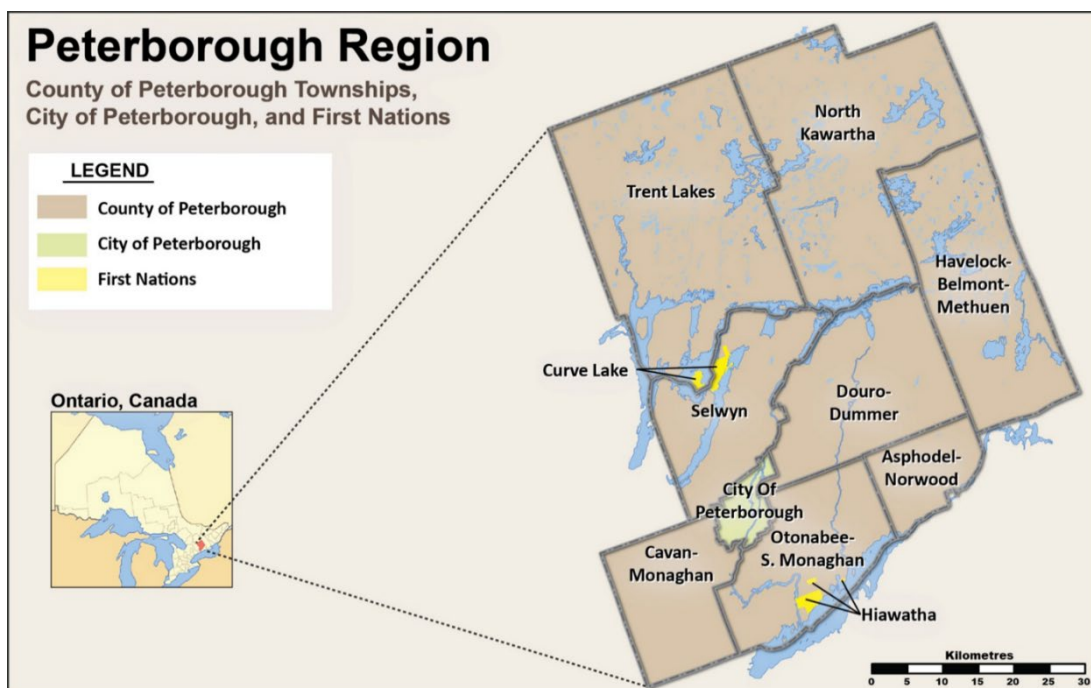 Peterborough Region
County of Peterborough Townships,
City of Peterborough, and First Nations
LEGEND
County of Peterborough
City of Peterborough
First Nations
Ontario, Canada
North
Kawartha
Trent Lakes
Havelock-
Belmont-
Methuen
Curve Lake
Selwyn
Douro-
Dummer
Asphodel-
Norwood
City Of
Peterborough
Otonabee-
S. Monaghan
Cavan-
Monaghan
Hiawatha
Kilometres
0 5 10 15 20 25 30